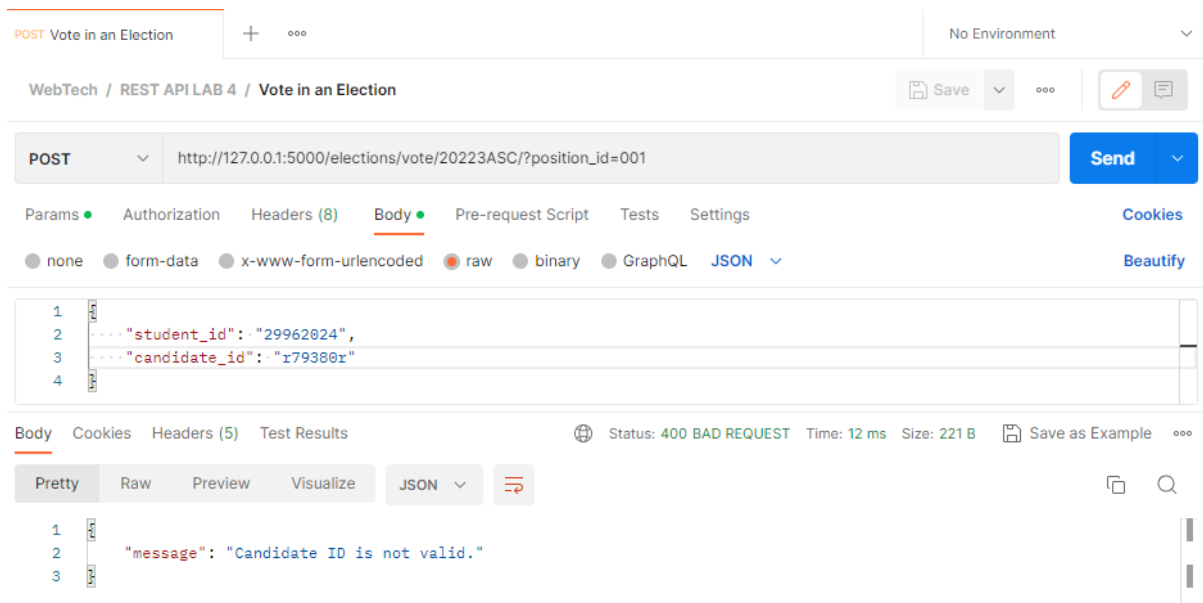 POST Vote in an Election + ooo No Environment
WebTech / REST API LAB 4 / Vote in an Election Save ooo
POST http://127.0.0.1:5000/elections/vote/20223ASC/?position_id=001 Send
Params Authorization Headers (8) Body Pre-request Script Tests Settings Cookies
none form-data x-www-form-urlencoded raw binary GraphQL JSON Beautify
1 {
2 ····"student_id":·"29962024",
3 ····"candidate_id":·"r79380r"
4 }
Body Cookies Headers (5) Test Results Status: 400 BAD REQUEST Time: 12 ms Size: 221 B Save as Example ooo
Pretty Raw Preview Visualize JSON
1 {
2 "message": "Candidate ID is not valid."
3 }